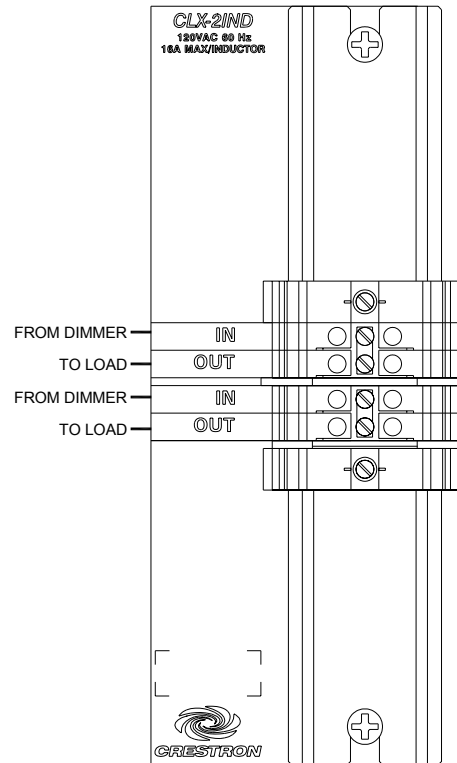 CLX-2IND
120VAC 60 Hz
16A MAX/INDUCTOR
FROM DIMMER IN
TO LOAD OUT
FROM DIMMER IN
TO LOAD OUT
CRESTRON